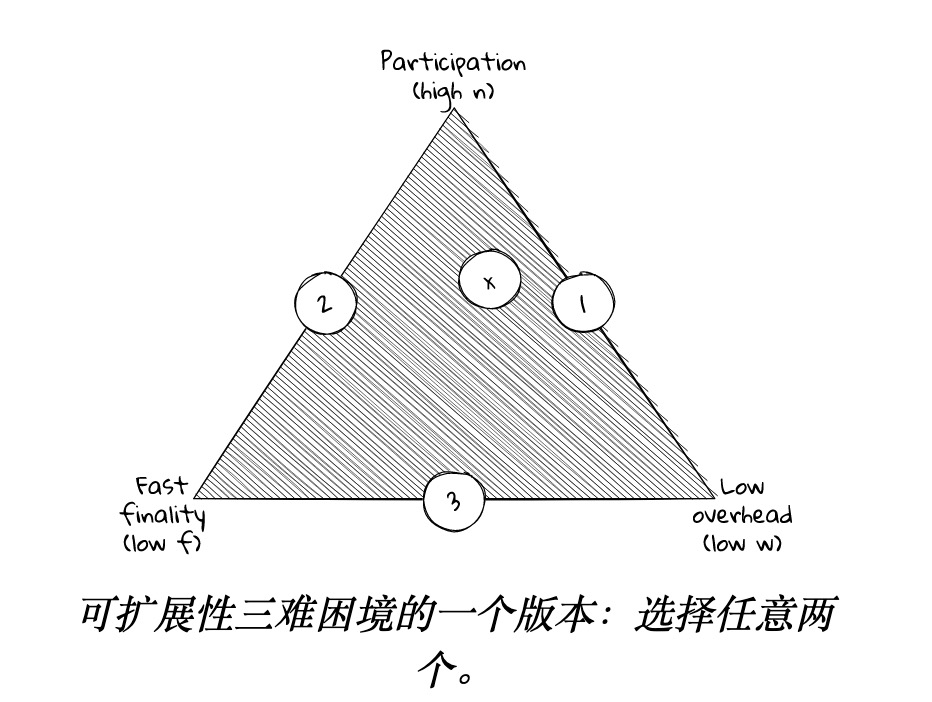 Participation
(high n)
2
x
1
Fast
finality
(low f)
3
Low
overhead
(low w)
可扩展性三难困境的一个版本：选择任意两
个。